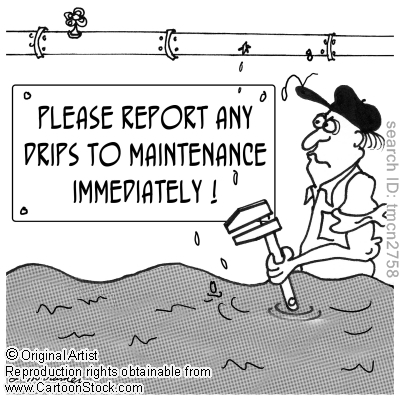 PLEASE REPORT ANY
DRIPS TO MAINTENANCE
IMMEDIATELY !
search ID: tmcn2758
© Original Artist
Reproduction rights obtainable from
www.CartoonStock.com